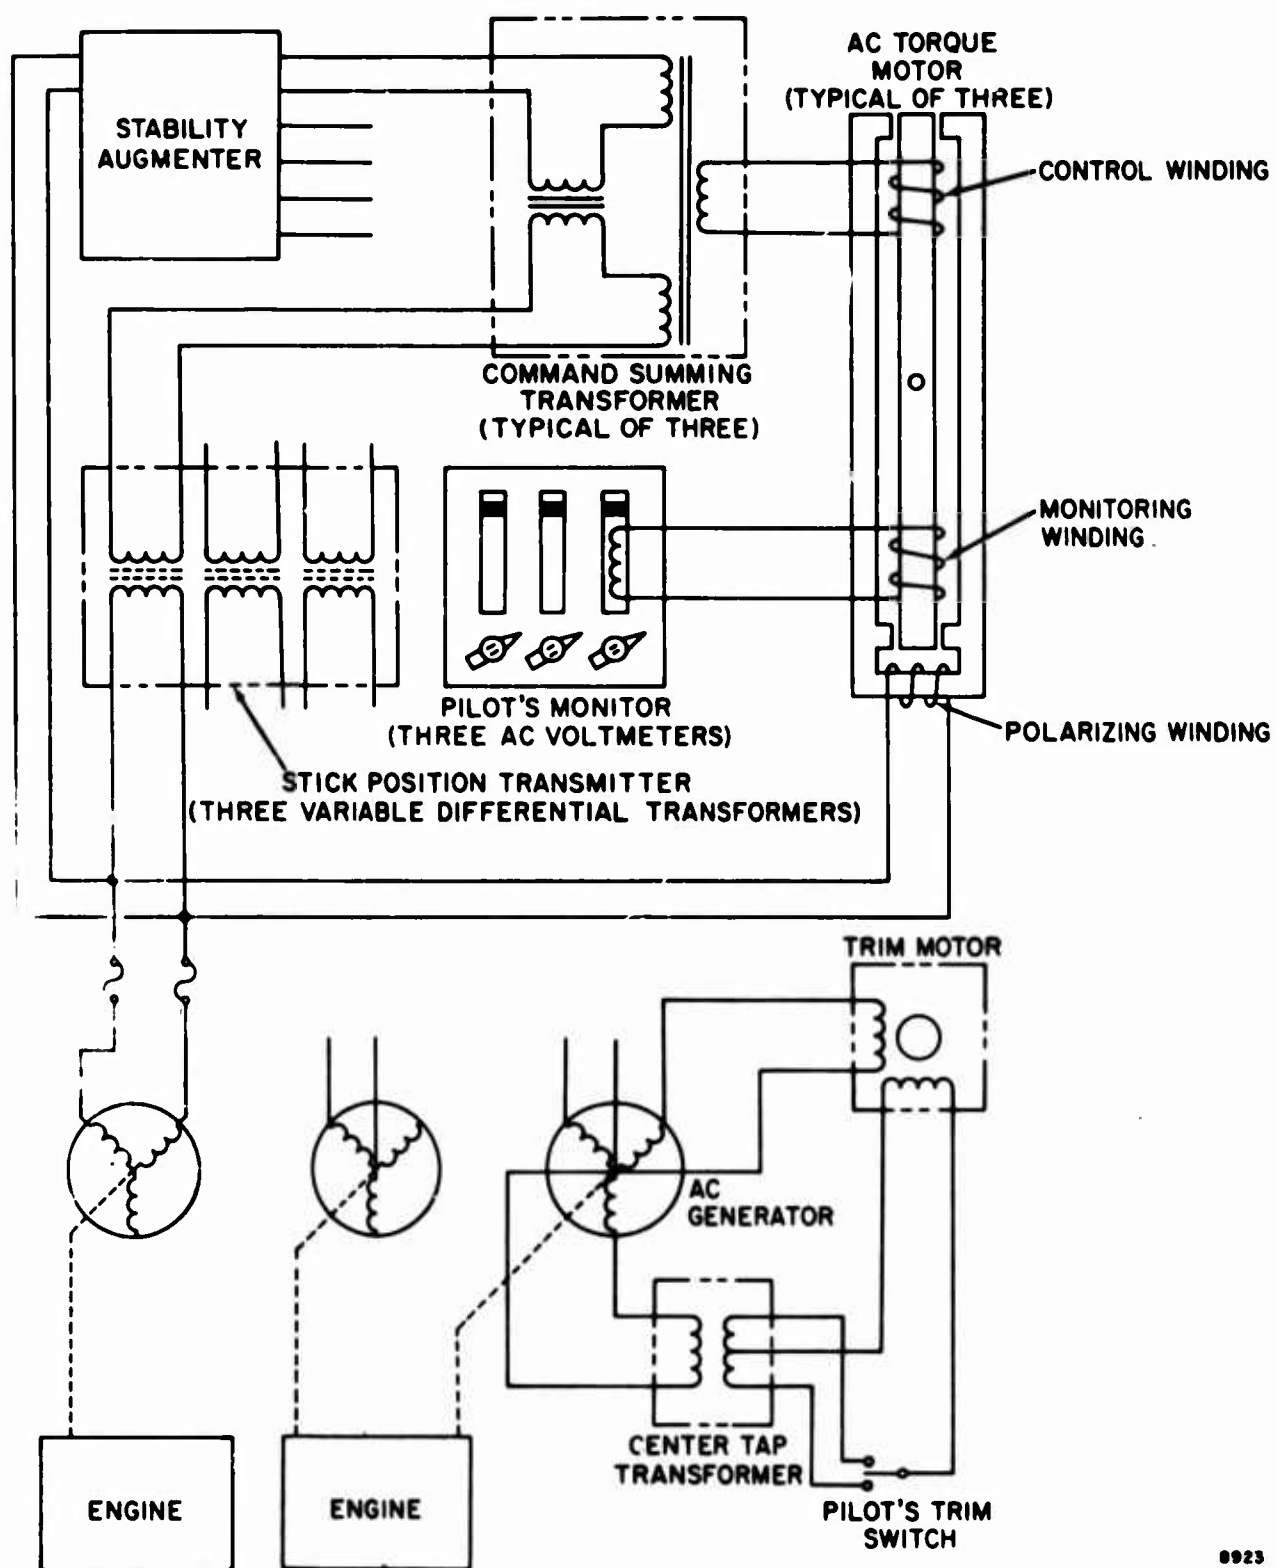 STABILITY
AUGMENTER
AC TORQUE
MOTOR
(TYPICAL OF THREE)
CONTROL WINDING
COMMAND SUMMING
TRANSFORMER
(TYPICAL OF THREE)
MONITORING
WINDING
PILOT'S MONITOR
(THREE AC VOLTMETERS)
POLARIZING WINDING
STICK POSITION TRANSMITTER
(THREE VARIABLE DIFFERENTIAL TRANSFORMERS)
TRIM MOTOR
AC
GENERATOR
CENTER TAP
TRANSFORMER
PILOT'S TRIM
SWITCH
ENGINE
ENGINE
8923